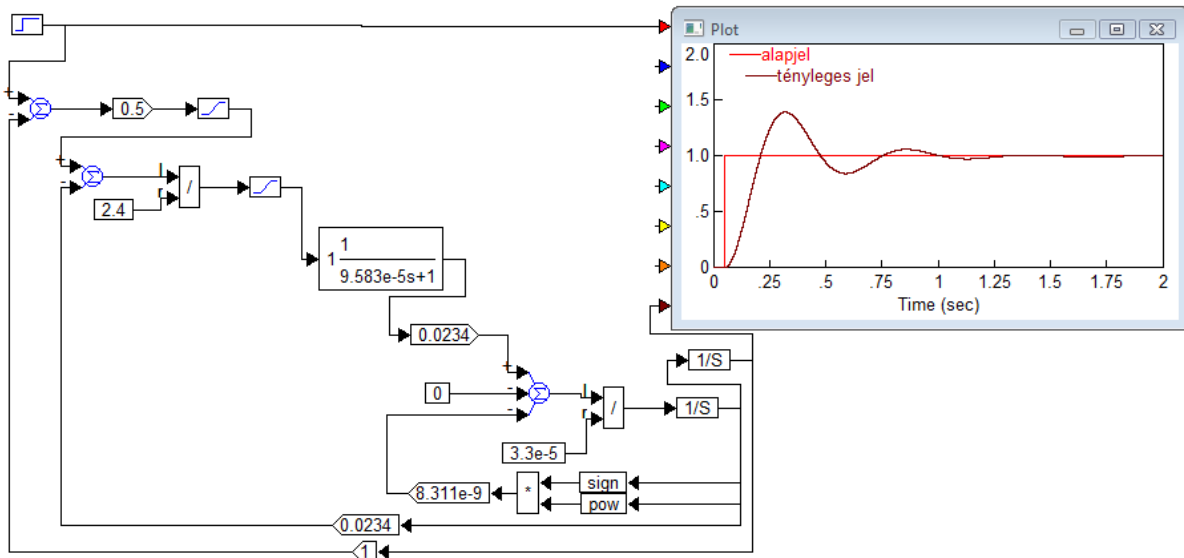 Plot
alapjel
tényleges jel
2.0
1.5
1.0
.5
0
0 .25 .5 .75 1 1.25 1.5 1.75 2
Time (sec)
+
-
Σ
0.5
+
-
Σ
l
r
/
2.4
1 1
9.583e-5s+1
0.0234
+
-
-
Σ
0
l
r
/
3.3e-5
1/S
1/S
sign
pow
*
8.311e-9
0.0234
1